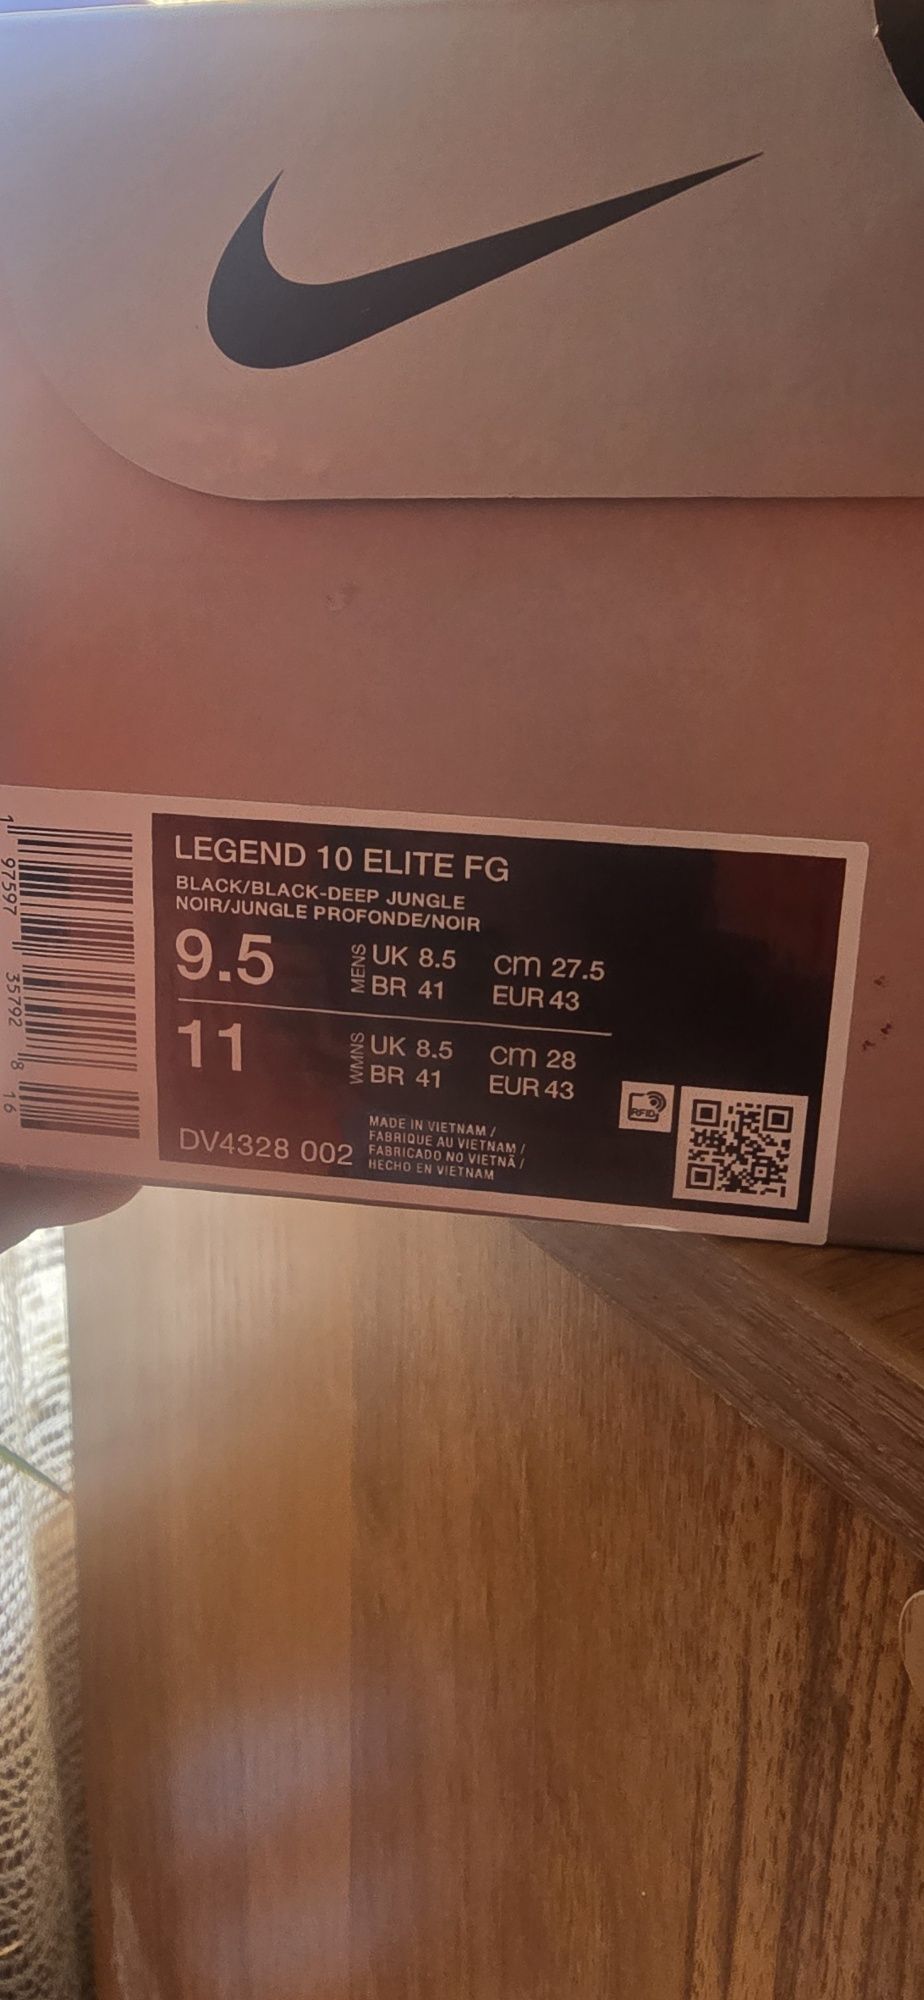 LEGEND 10 ELITE FG
BLACK/BLACK-DEEP JUNGLE
NOIR/JUNGLE PROFONDE/NOIR
9.5
MENS
UK 8.5
cm 27.5
BR 41
EUR 43
11
WMNS
UK 8.5
cm 28
BR 41
EUR 43
DV4328 002
MADE IN VIETNAM /
FABRIQUE AU VIETNAM /
FABRICADO NO VIETNÃ /
HECHO EN VIETNAM
RFID
1 97597 35792 8 16